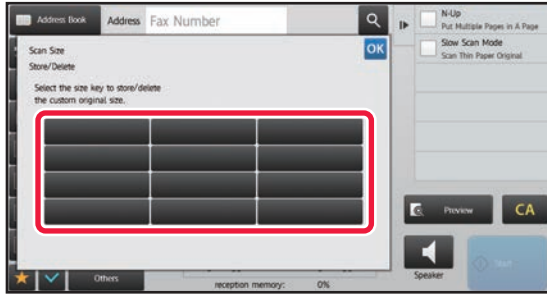 Address Book Address Fax Number
N-Up
Put Multiple Pages in A Page
Slow Scan Mode
Scan Thin Paper Original
Scan Size
OK
Store/Delete
Select the size key to store/delete
the custom original size.
Preview
CA
Others
reception memory: 0%
Speaker
Start